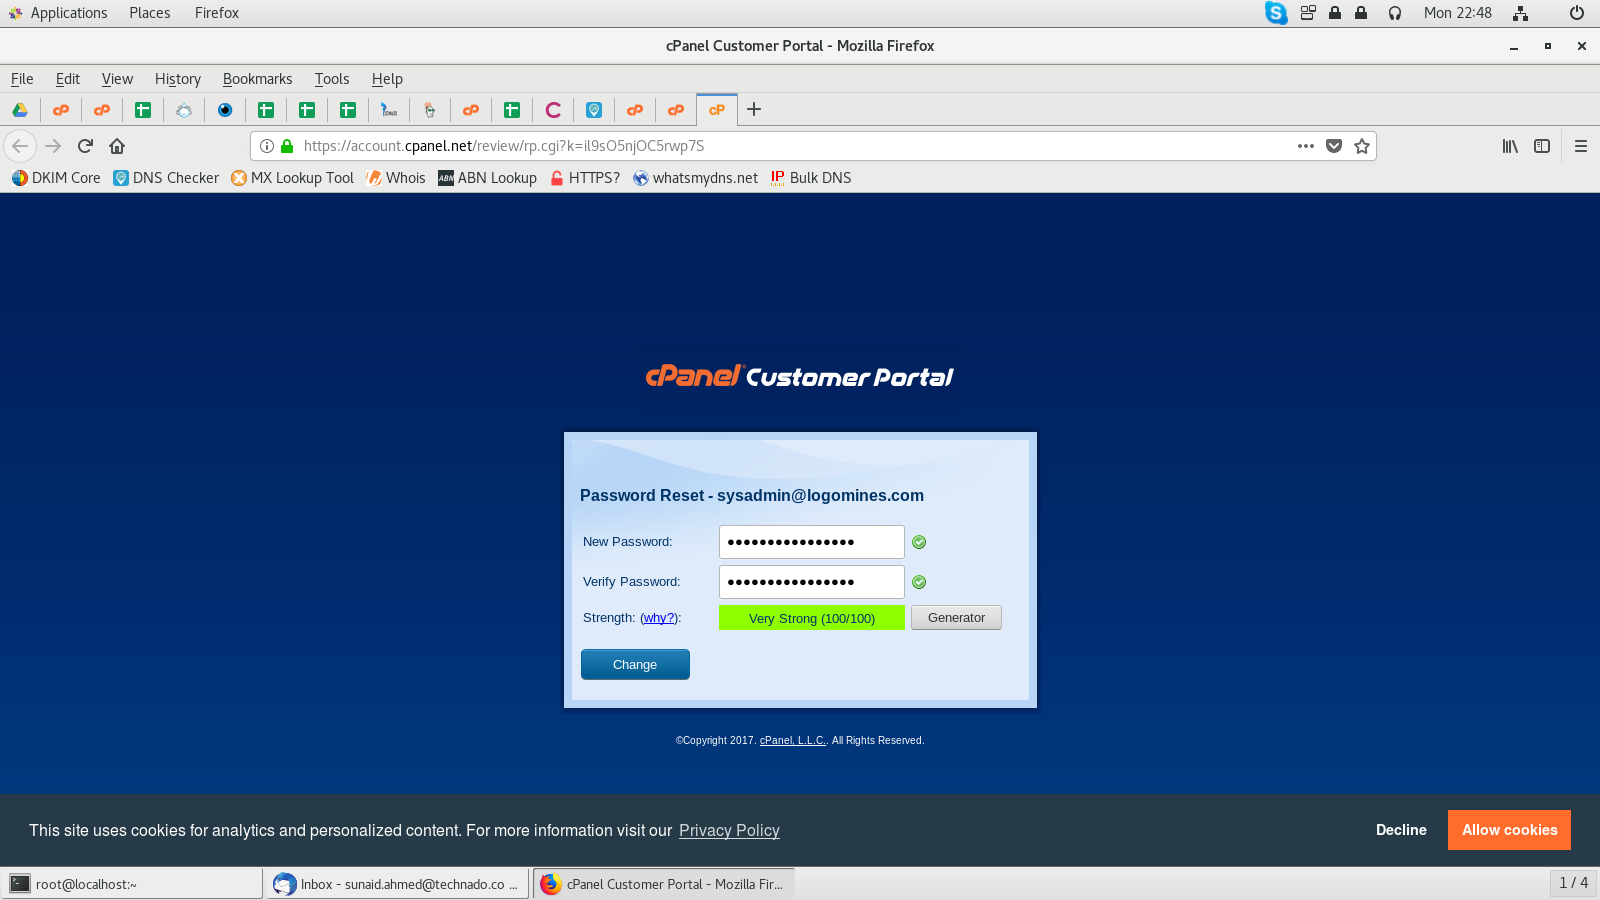 Applications Places Firefox Mon 22:48
cPanel Customer Portal - Mozilla Firefox
File Edit View History Bookmarks Tools Help
https://account.cpanel.net/review/rp.cgi?k=il9sO5njOC5rwp7S
DKIM Core DNS Checker MX Lookup Tool Whois ABN ABN Lookup HTTPS? whatsmydns.net IP Bulk DNS
cPanel Customer Portal
Password Reset - sysadmin@logomines.com
New Password:
Verify Password:
Strength: (why?): Very Strong (100/100) Generator
Change
©Copyright 2017. cPanel, L.L.C.. All Rights Reserved.
This site uses cookies for analytics and personalized content. For more information visit our Privacy Policy Decline Allow cookies
root@localhost:~ Inbox - sunaid.ahmed@technado.co ... cPanel Customer Portal - Mozilla Fir... 1 / 4